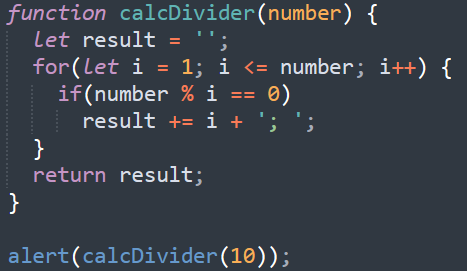 function calcDivider(number) {
  let result = '';
  for(let i = 1; i <= number; i++) {
    if(number % i == 0)
      result += i + '; ';
  }
  return result;
}

alert(calcDivider(10));